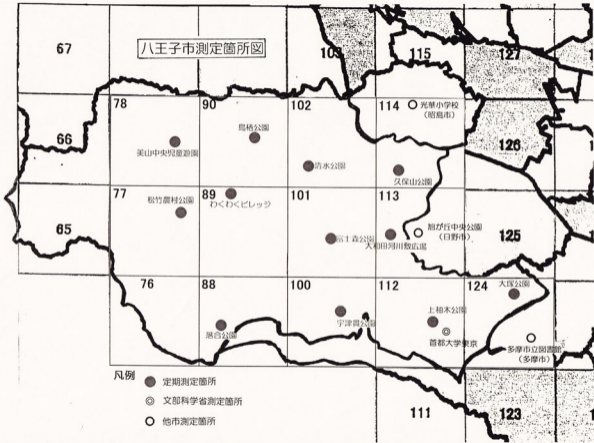 67
八王子市測定箇所図
103
115
127
78
90
102
114
光華小学校
(昭島市)
66
126
美山中央児童遊園
鳥栖公園
清水公園
久保山公園
77
89
101
113
わくわくビレッジ
松竹農村公園
65
富士森公園
大和田河川敷広場
旭が丘中央公園
(日野市)
125
76
88
100
112
124
大塚公園
宇津貫公園
上柚木公園
落合公園
首都大学東京
多摩市立図書館
(多摩市)
凡例
定期測定箇所
文部科学省測定箇所
他市測定箇所
111
123